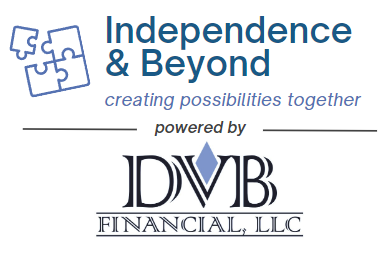 Independence
& Beyond
creating possibilities together
powered by
DVB
FINANCIAL, LLC